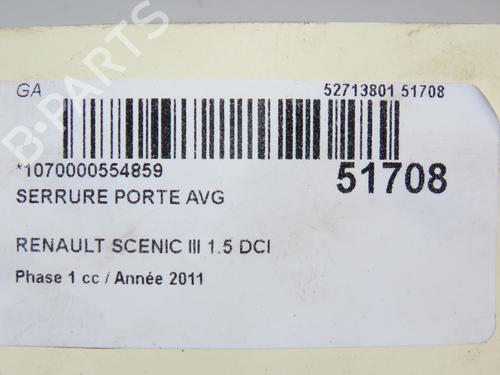 GA 52713801 51708
*1070000554859 51708
SERRURE PORTE AVG
RENAULT SCENIC III 1.5 DCI
Phase 1 cc / Année 2011
B-PARTS